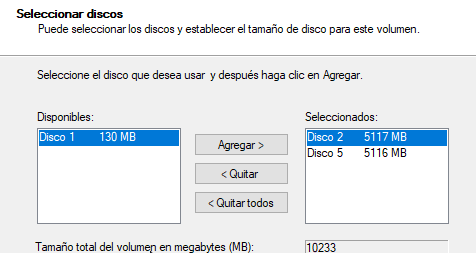 Seleccionar discos
Puede seleccionar los discos y establecer el tamaño de disco para este volumen.
Seleccione el disco que desea usar y después haga clic en Agregar.
Disponibles:
Seleccionados:
Disco 1 130 MB
Agregar >
Disco 2 5117 MB
Disco 5 5116 MB
< Quitar
< Quitar todos
Tamaño total del volumen en megabytes (MB):
10233